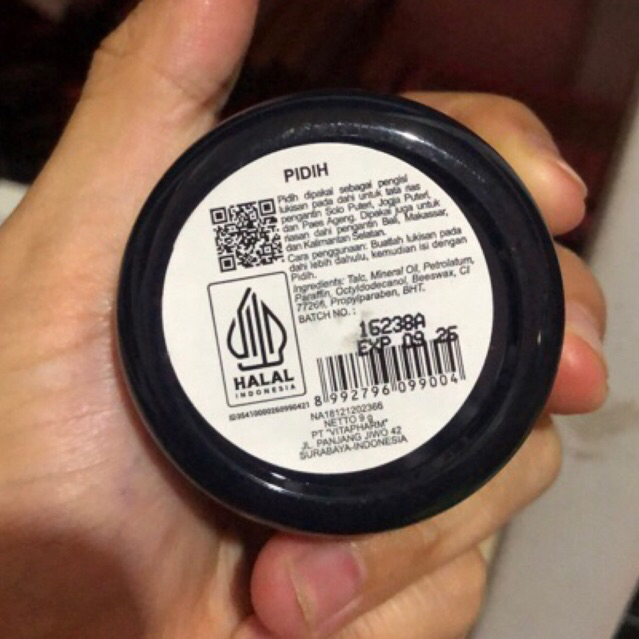 PIDIH
Pidih dipakai sebagai pengisi
lukisan pada dahi untuk tata rias
pengantin Solo Puteri, Jogja Puteri,
dan Paes Ageng. Dipakai juga untuk
riasan dahi pengantin Bali, Makassar,
dan Kalimantan Selatan.
Cara penggunaan: Buatlah lukisan pada
dahi lebih dahulu, kemudian isi dengan
Pidih.
Ingredients: Talc, Mineral Oil, Petrolatum,
Paraffin, Octyldodecanol, Beeswax, CI
77266, Propylparaben, BHT.
BATCH NO. :
16238A
EXP 09 26
HALAL
INDONESIA
ID35410000260990421
8 992796 099004
NA18121202366
NETTO 9 g
PT "VITAPHARM"
JL. PANJANG JIWO 42
SURABAYA-INDONESIA